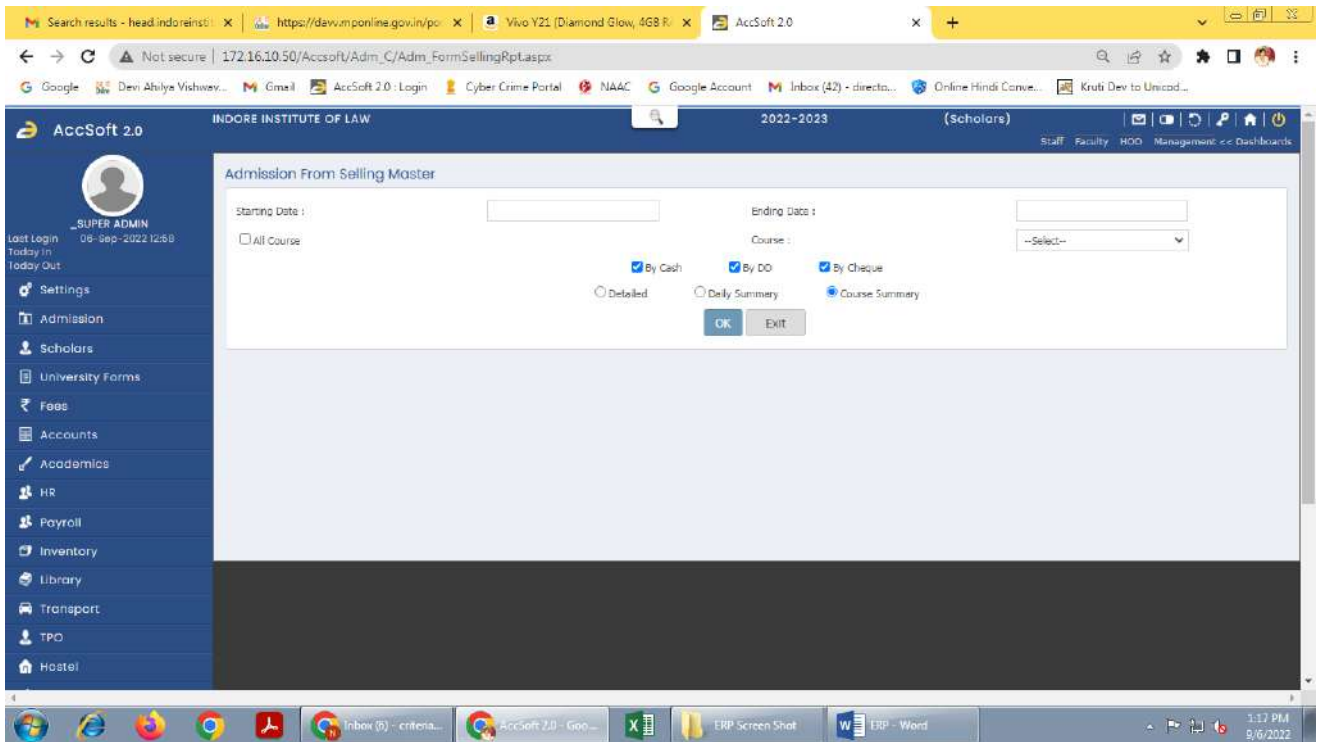 Search results - head.indoreinsti
https://davv.mponline.gov.in/po
Vivo Y21 (Diamond Glow, 4GB R
AccSoft 2.0
Not secure | 172.16.10.50/Accsoft/Adm_C/Adm_FormSellingRpt.aspx
Google Devi Ahilya Vishwav... Gmail AccSoft 2.0 : Login Cyber Crime Portal NAAC Google Account Inbox (42) - directo... Online Hindi Conve... Kruti Dev to Unicod...
AccSoft 2.0
INDORE INSTITUTE OF LAW 2022-2023 (Scholars)
Staff Faculty HOD Management << Dashboards
_SUPER ADMIN
Last Login 06-Sep-2022 12:58
Today In
Today Out
Settings
Admission
Scholars
University Forms
Fees
Accounts
Academics
HR
Payroll
Inventory
Library
Transport
TPO
Hostel
Admission From Selling Master
Starting Date : Ending Date :
All Course Course : --Select--
By Cash By DD By Cheque
Detailed Daily Summary Course Summary
OK Exit
Inbox (6) - criteria... AccSoft 2.0 - Goo... ERP Screen Shot ERP - Word
1:17 PM
9/6/2022